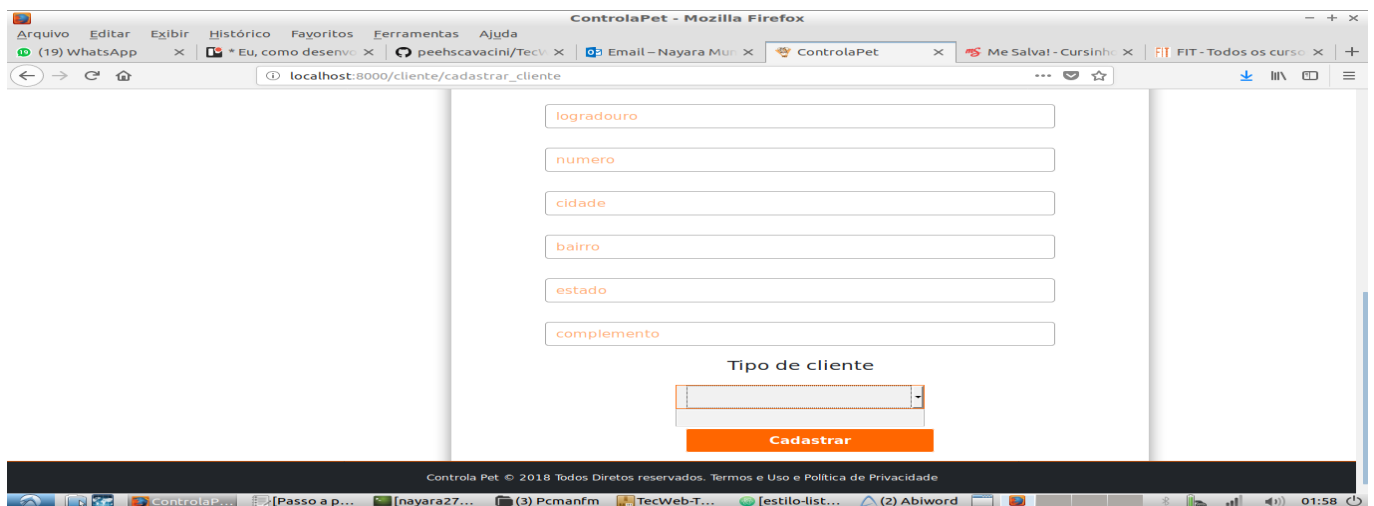 ControlaPet - Mozilla Firefox
Arquivo Editar Exibir Histórico Favoritos Ferramentas Ajuda
(19) WhatsApp * Eu, como desenvo peehscavacini/TecV Email – Nayara Mun ControlaPet Me Salva! - Cursinho FIT - Todos os curso
localhost:8000/cliente/cadastrar_cliente
logradouro
numero
cidade
bairro
estado
complemento
Tipo de cliente
Cadastrar
Controla Pet © 2018 Todos Diretos reservados. Termos e Uso e Política de Privacidade
ControlaP... [Passo a p... [nayara27... (3) Pcmanfm TecWeb-T... [estilo-list... (2) Abiword 01:58